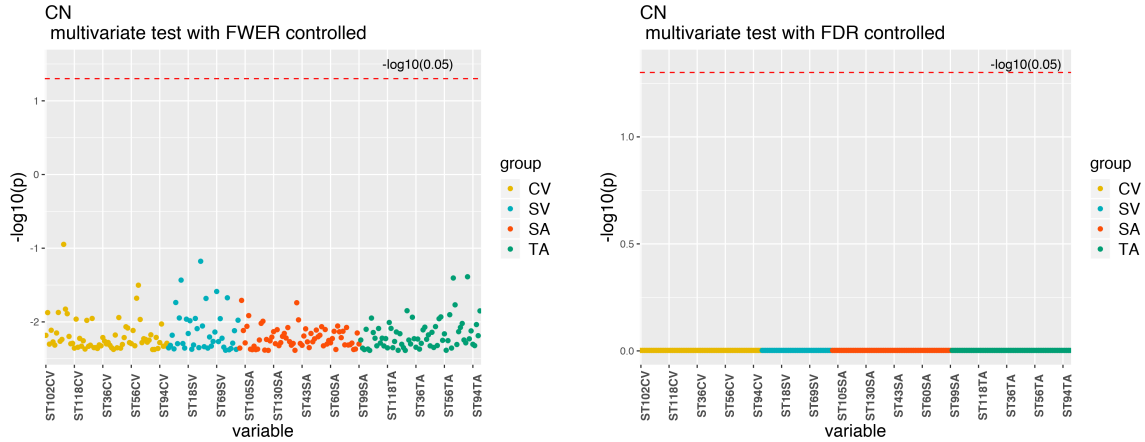 CN
multivariate test with FWER controlled
-log10(0.05)
1
0
-1
-2
-log10(p)
ST102CV
ST118CV
ST36CV
ST56CV
ST94CV
ST18SV
ST69SV
ST105SA
ST130SA
ST43SA
ST60SA
ST99SA
ST118TA
ST36TA
ST56TA
ST94TA
variable
group
CV
SV
SA
TA
CN
multivariate test with FDR controlled
-log10(0.05)
1.0
0.5
0.0
-log10(p)
ST102CV
ST118CV
ST36CV
ST56CV
ST94CV
ST18SV
ST69SV
ST105SA
ST130SA
ST43SA
ST60SA
ST99SA
ST118TA
ST36TA
ST56TA
ST94TA
variable
group
CV
SV
SA
TA